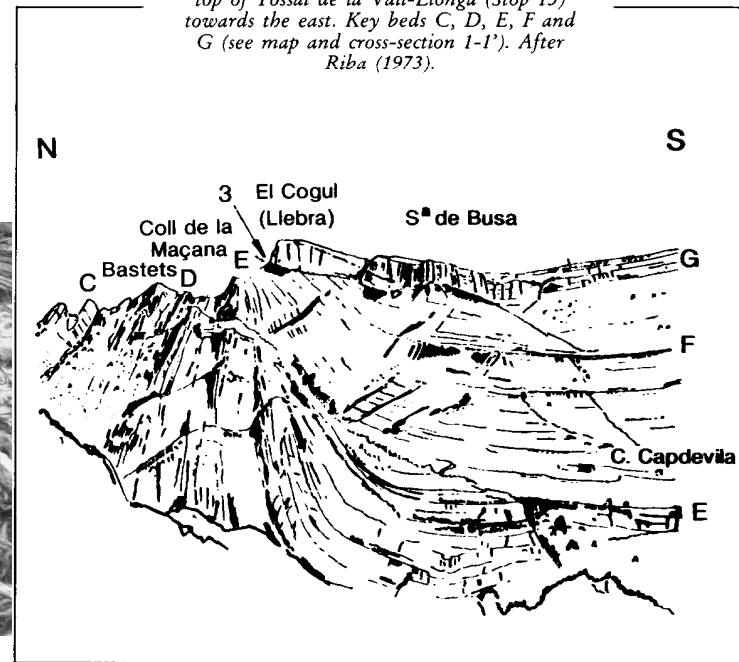 top of Tossal de la Vall-Llonga (Stop 15)
towards the east. Key beds C, D, E, F and
G (see map and cross-section 1-1'). After
Riba (1973).
N
S
3
El Cogul
(Llebra)
Sª de Busa
Coll de la
Maçana
E
Bastets
D
C
G
F
C. Capdevila
E